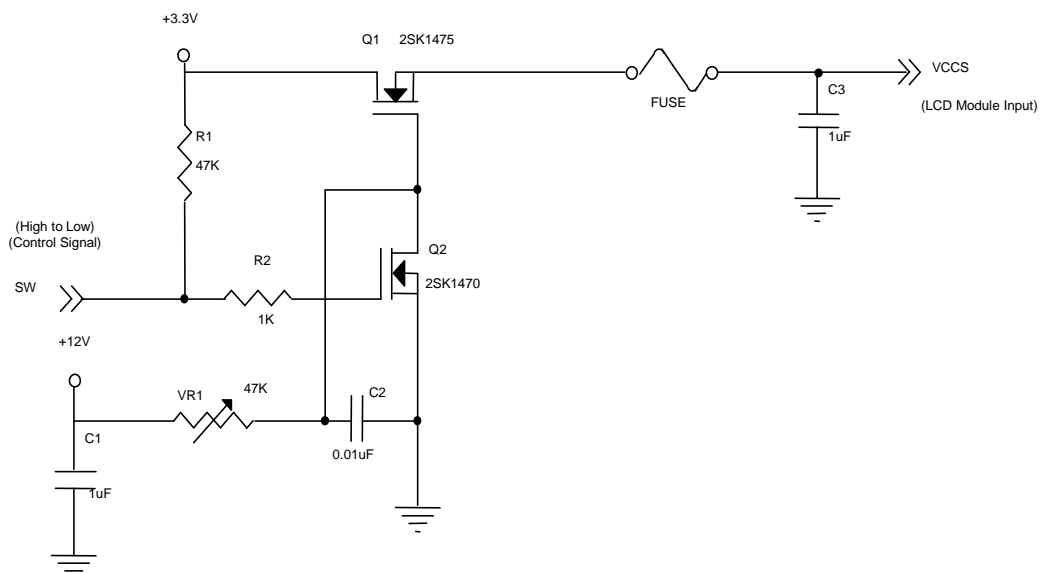 +3.3V
Q1 2SK1475
VCCS
FUSE
C3
(LCD Module Input)
1uF
R1
47K
(High to Low)
(Control Signal)
Q2
R2
2SK1470
SW
1K
+12V
VR1
47K
C2
C1
0.01uF
1uF